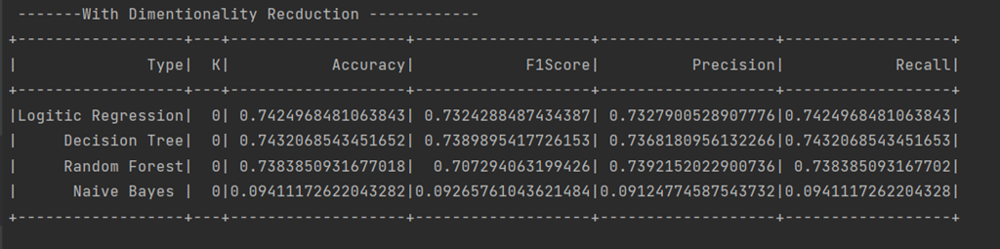 -------With Dimentionality Recduction ------------
+-----------------+---+-------------------+-------------------+-------------------+------------------+
|             Type|  K|           Accuracy|            F1Score|          Precision|            Recall|
+-----------------+---+-------------------+-------------------+-------------------+------------------+
|Logitic Regression|  0| 0.7424968481063843| 0.7324288487434387| 0.7327900528907776|0.7424968481063843|
|     Decision Tree|  0| 0.7432068543451652| 0.7389895417726153| 0.7368180956132266|0.7432068543451653|
|     Random Forest|  0| 0.7383850931677018|  0.707294063199426| 0.7392152022900736| 0.738385093167702|
|      Naive Bayes |  0|0.09411172622043282|0.09265761043621484|0.09124774587543732|0.0941117262204328|
+-----------------+---+-------------------+-------------------+-------------------+------------------+